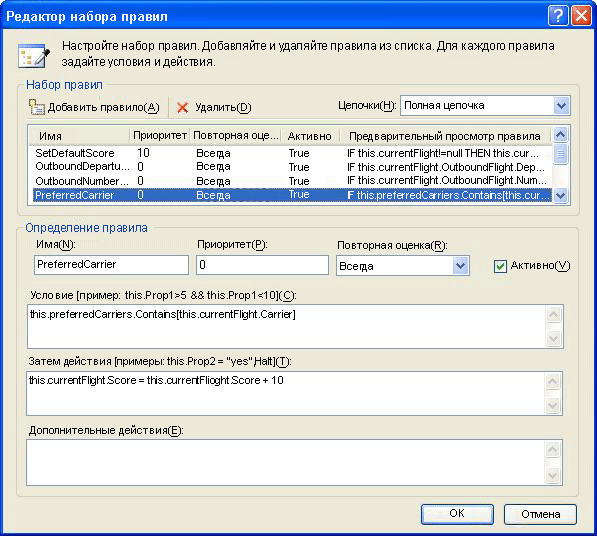 Редактор набора правил
Настройте набор правил. Добавляйте и удаляйте правила из списка. Для каждого правила
задайте условия и действия.
Набор правил
Добавить правило(A) Удалить(D) Цепочки(H): Полная цепочка
Имя Приоритет Повторная оце... Активно Предварительный просмотр правила
SetDefaultScore 10 Всегда True IF this.currentFlight!=null THEN this.cur...
OutboundDepartu... 0 Всегда True IF this.currentFlight.OutboundFlight.Dep...
OutboundNumber... 0 Всегда True IF this.currentFlight.OutboundFlight.Num...
PreferredCarrier 0 Всегда True IF this.preferredCarriers.Contains[this.cur...
Определение правила
Имя(N): Приоритет(P): Повторная оценка(R):
PreferredCarrier 0 Всегда Активно(V)
Условие [пример: this.Prop1>5 && this.Prop1<10](C):
this.preferredCarriers.Contains[this.currentFlight.Carrier]
Затем действия [примеры: this.Prop2 = "yes",Halt](T):
this.currentFlight.Score = this.currentFlioght.Score + 10
Дополнительные действия(E):
OK Отмена